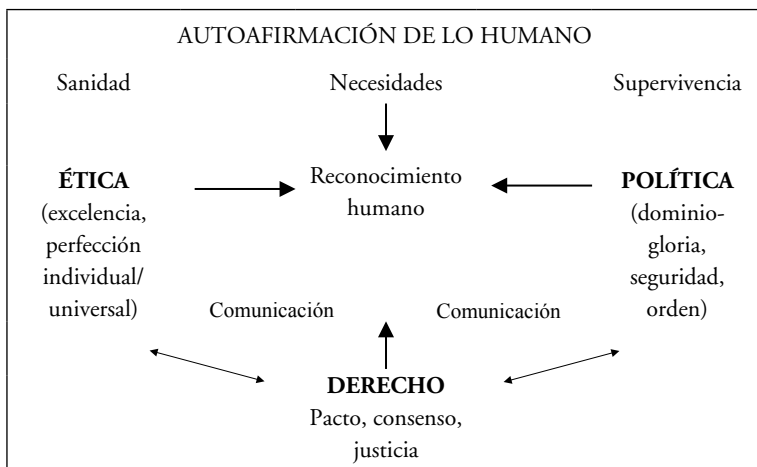 AUTOAFIRMACIÓN DE LO HUMANO
Sanidad
Necesidades
Supervivencia
ÉTICA
(excelencia,
perfección
individual/
universal)
Reconocimiento
humano
POLÍTICA
(dominio-
gloria,
seguridad,
orden)
Comunicación
Comunicación
DERECHO
Pacto, consenso,
justicia